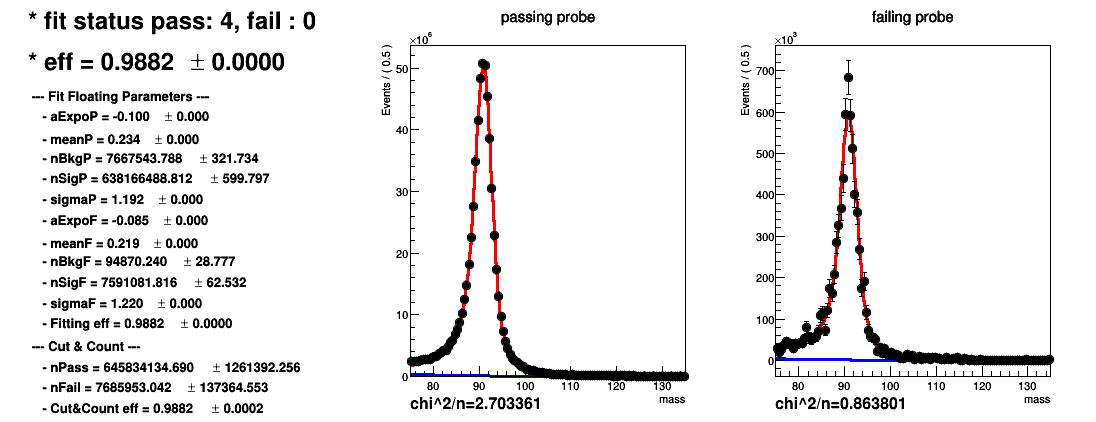 * fit status pass: 4, fail : 0
* eff = 0.9882 ± 0.0000
--- Fit Floating Parameters ---
- aExpoP = -0.100 ± 0.000
- meanP = 0.234 ± 0.000
- nBkgP = 7667543.788 ± 321.734
- nSigP = 638166488.812 ± 599.797
- sigmaP = 1.192 ± 0.000
- aExpoF = -0.085 ± 0.000
- meanF = 0.219 ± 0.000
- nBkgF = 94870.240 ± 28.777
- nSigF = 7591081.816 ± 62.532
- sigmaF = 1.220 ± 0.000
- Fitting eff = 0.9882 ± 0.0000
--- Cut & Count ---
- nPass = 645834134.690 ± 1261392.256
- nFail = 7685953.042 ± 137364.553
- Cut&Count eff = 0.9882 ± 0.0002
passing probe
×10⁶
Events / ( 0.5 )
50
40
30
20
10
0
80 90 100 110 120 130
mass
chi^2/n=2.703361
failing probe
×10³
Events / ( 0.5 )
700
600
500
400
300
200
100
0
80 90 100 110 120 130
mass
chi^2/n=0.863801